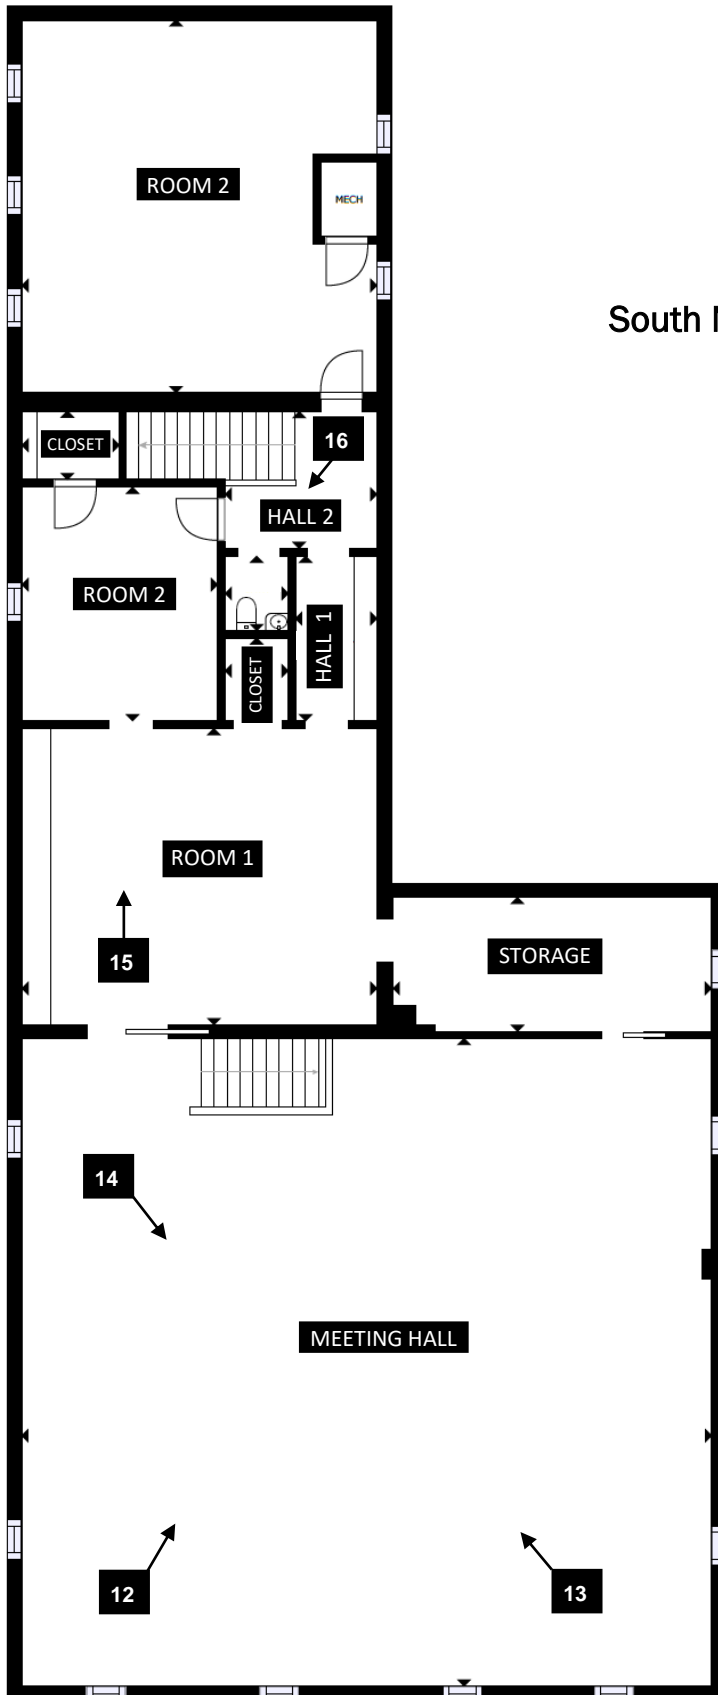 ROOM 2
MECH
South
CLOSET
16
HALL 2
ROOM 2
HALL 1
CLOSET
ROOM 1
15
STORAGE
14
MEETING HALL
12
13